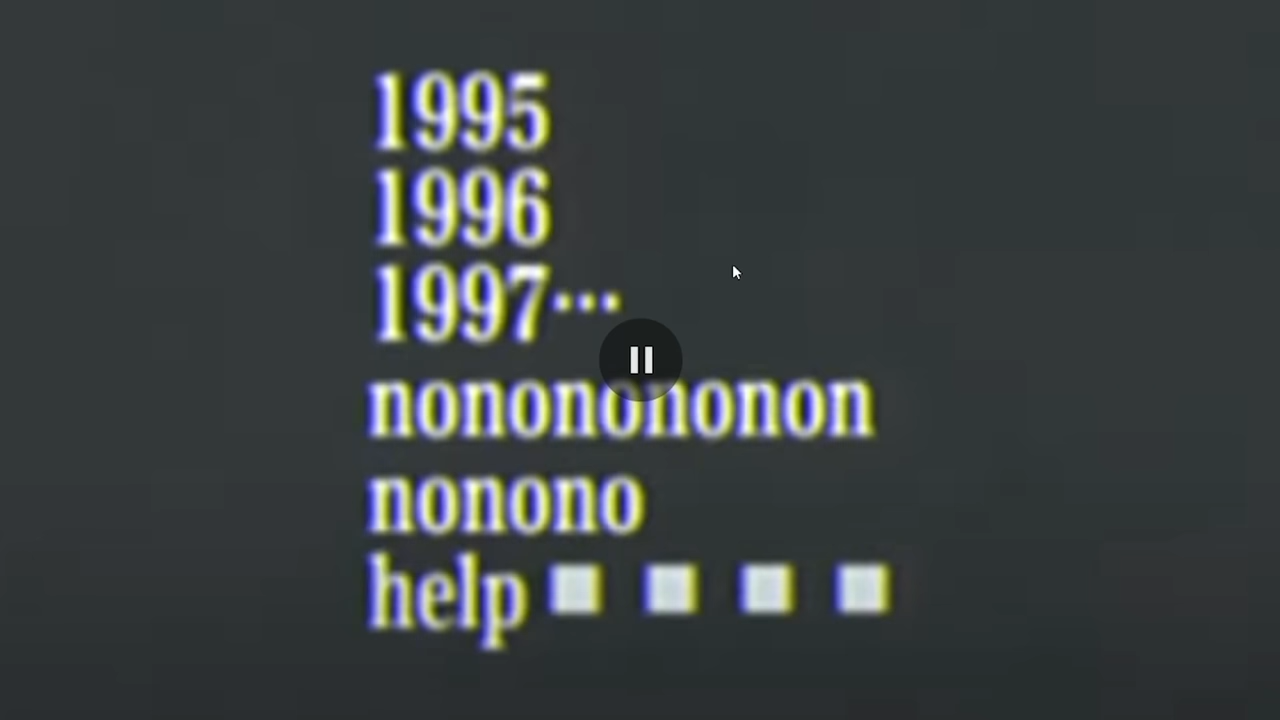 1995
1996
1997…
nononononon
nonono
help■ ■ ■ ■